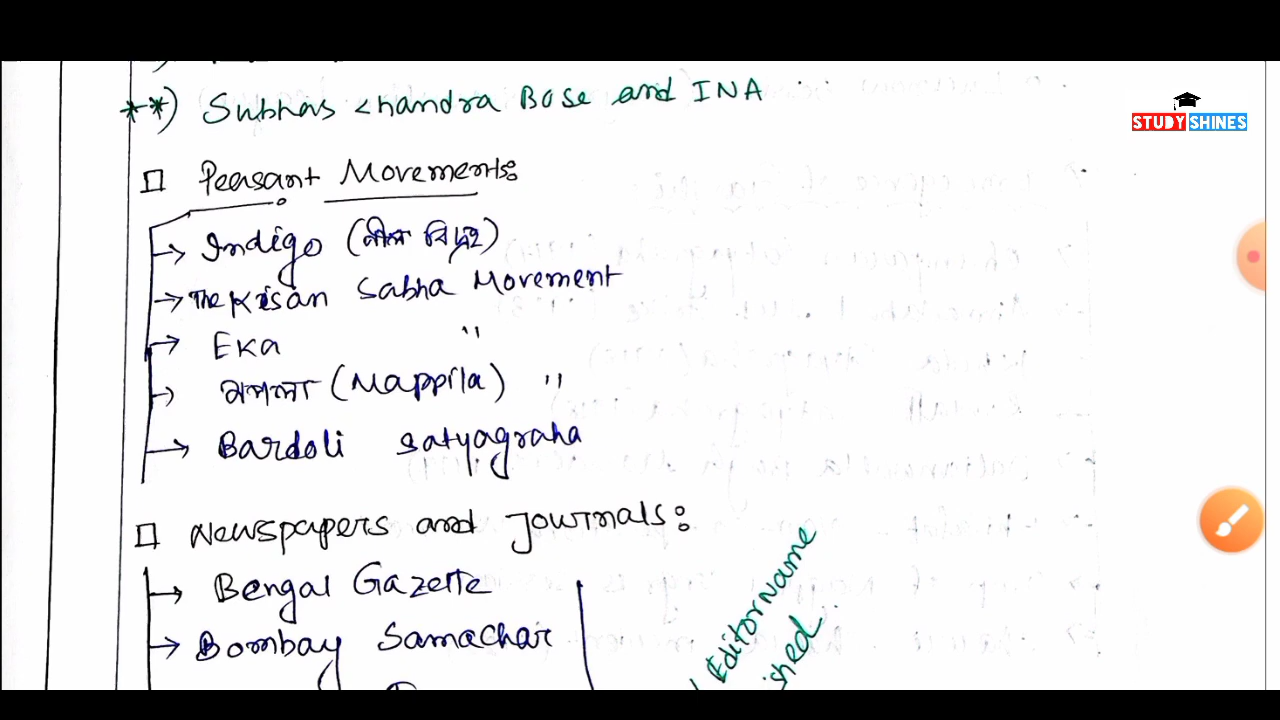 **) Subhas Chandra Bose and INA
STUDY SHINES
□ Peasant Movements:
→ Indigo (নীল বিদ্রোহ)
→ The Kisan Sabha Movement
→ Eka "
→ (Mappila) "
→ Bardoli Satyagraha
□ Newspapers and Journals:
→ Bengal Gazette
→ Bombay Samachar
Editor Name